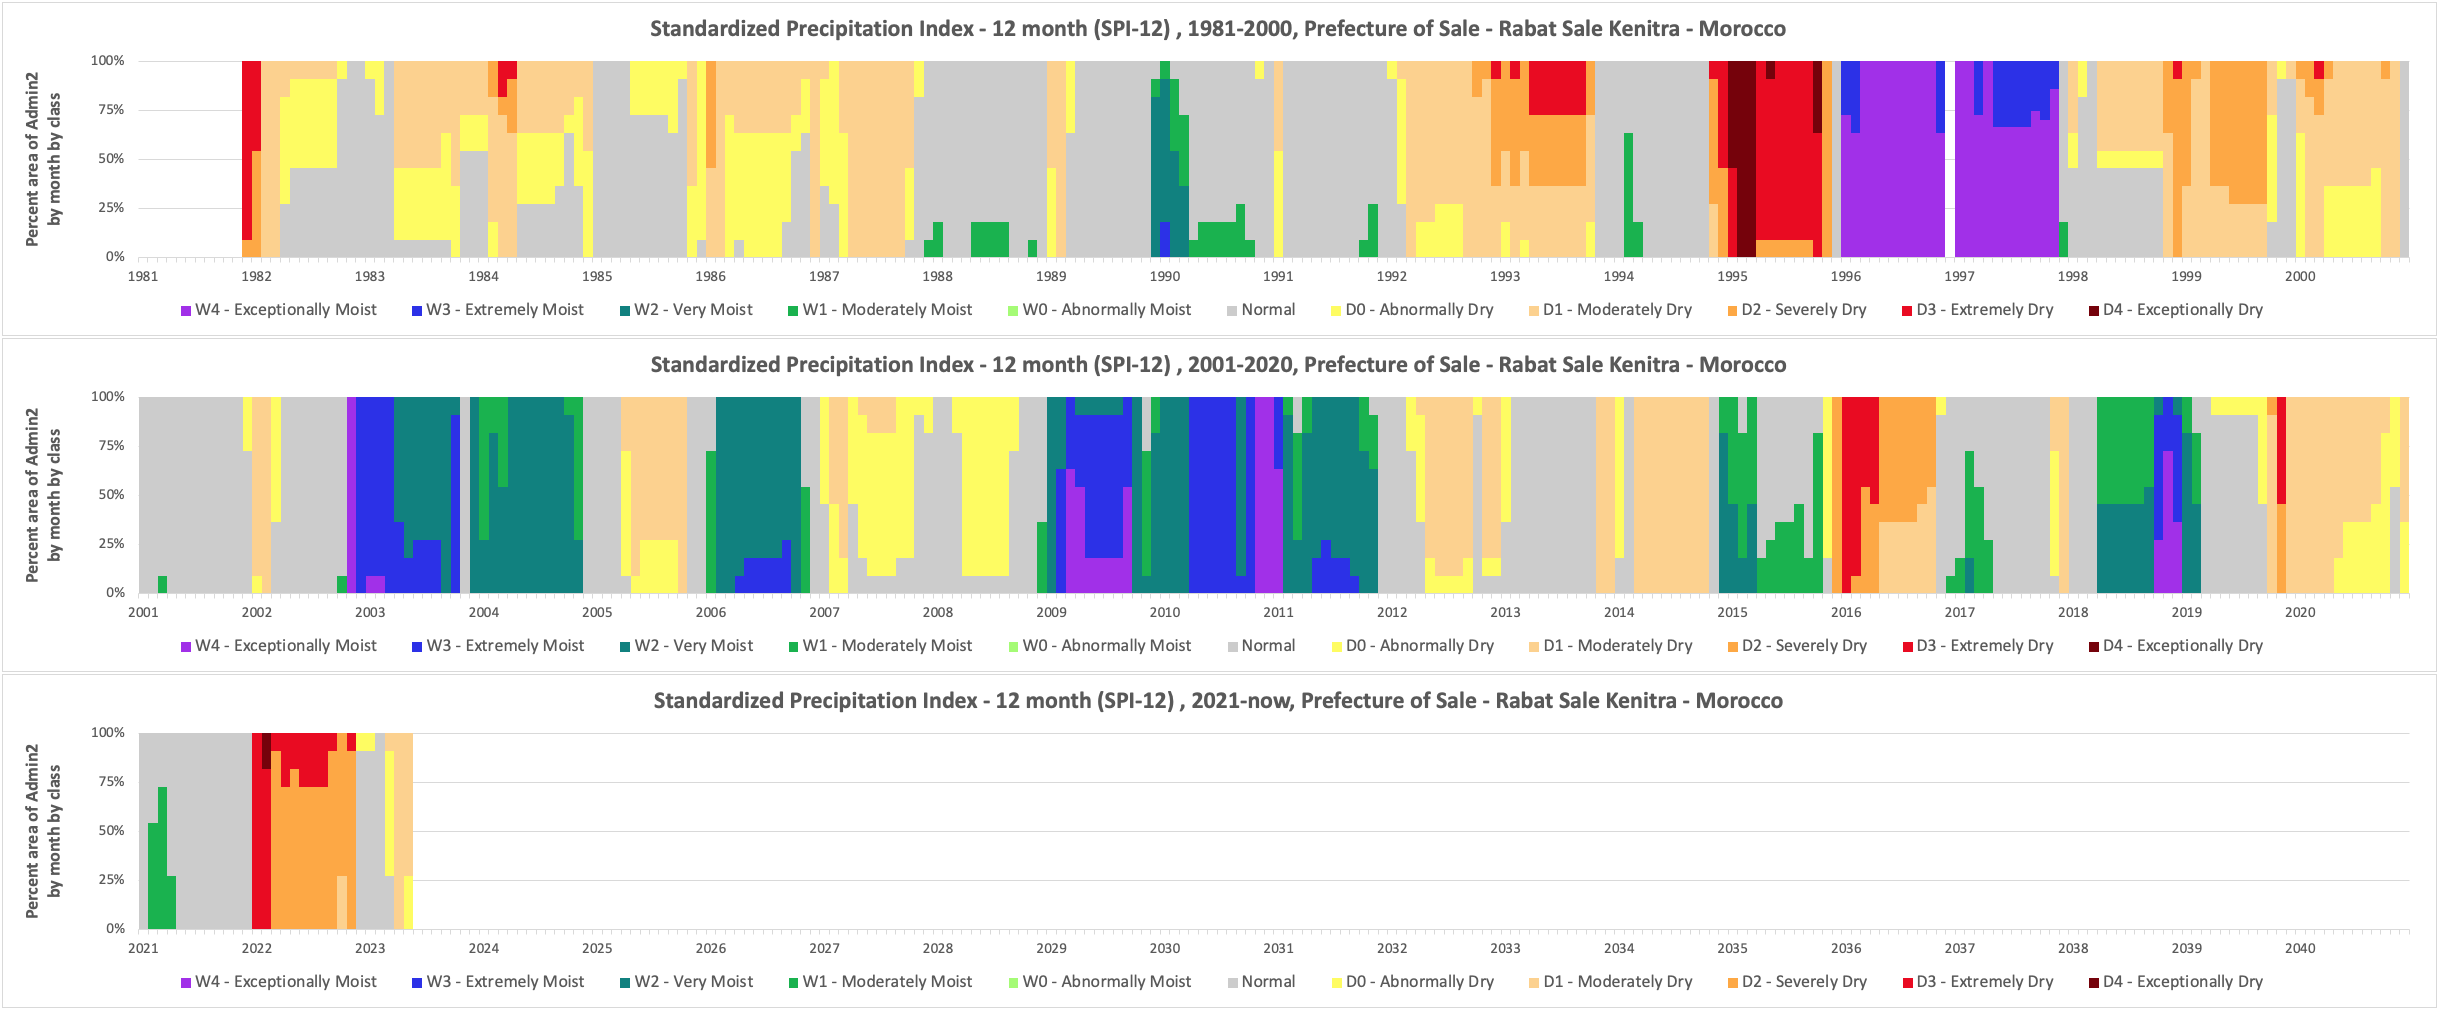 Standardized Precipitation Index - 12 month (SPI-12) , 1981-2000, Prefecture of Sale - Rabat Sale Kenitra - Morocco
Percent area of Admin2
by month by class
100%
75%
50%
25%
0%
1981 1982 1983 1984 1985 1986 1987 1988 1989 1990 1991 1992 1993 1994 1995 1996 1997 1998 1999 2000
W4 - Exceptionally Moist W3 - Extremely Moist W2 - Very Moist W1 - Moderately Moist W0 - Abnormally Moist Normal D0 - Abnormally Dry D1 - Moderately Dry D2 - Severely Dry D3 - Extremely Dry D4 - Exceptionally Dry
Standardized Precipitation Index - 12 month (SPI-12) , 2001-2020, Prefecture of Sale - Rabat Sale Kenitra - Morocco
Percent area of Admin2
by month by class
100%
75%
50%
25%
0%
2001 2002 2003 2004 2005 2006 2007 2008 2009 2010 2011 2012 2013 2014 2015 2016 2017 2018 2019 2020
W4 - Exceptionally Moist W3 - Extremely Moist W2 - Very Moist W1 - Moderately Moist W0 - Abnormally Moist Normal D0 - Abnormally Dry D1 - Moderately Dry D2 - Severely Dry D3 - Extremely Dry D4 - Exceptionally Dry
Standardized Precipitation Index - 12 month (SPI-12) , 2021-now, Prefecture of Sale - Rabat Sale Kenitra - Morocco
Percent area of Admin2
by month by class
100%
75%
50%
25%
0%
2021 2022 2023 2024 2025 2026 2027 2028 2029 2030 2031 2032 2033 2034 2035 2036 2037 2038 2039 2040
W4 - Exceptionally Moist W3 - Extremely Moist W2 - Very Moist W1 - Moderately Moist W0 - Abnormally Moist Normal D0 - Abnormally Dry D1 - Moderately Dry D2 - Severely Dry D3 - Extremely Dry D4 - Exceptionally Dry